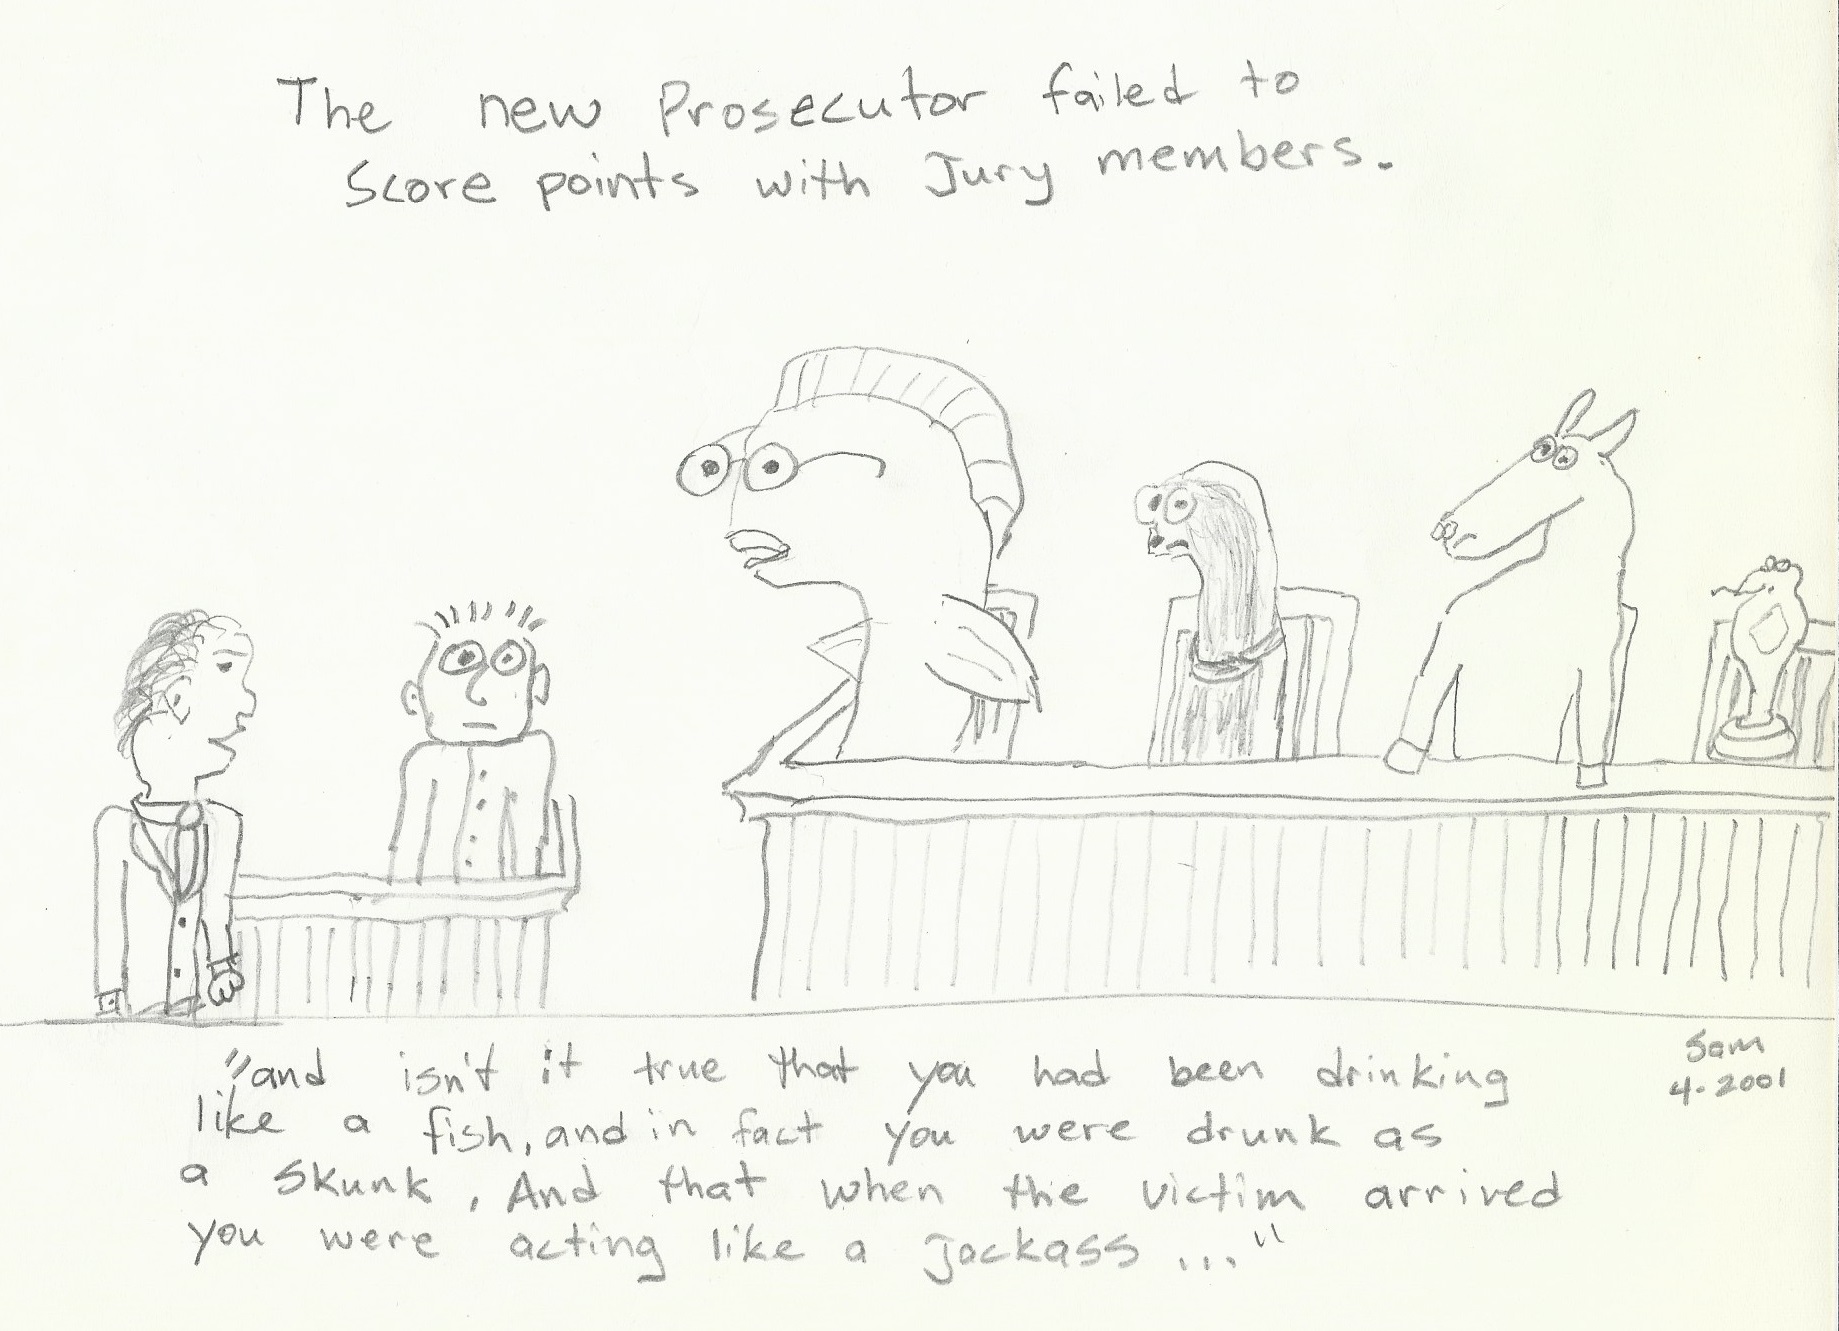 The new Prosecutor failed to
Score points with Jury members.
"and isn't it true that you had been drinking
like a fish, and in fact you were drunk as
a skunk, And that when the victim arrived
you were acting like a jackass ..."
Sam
4-2001